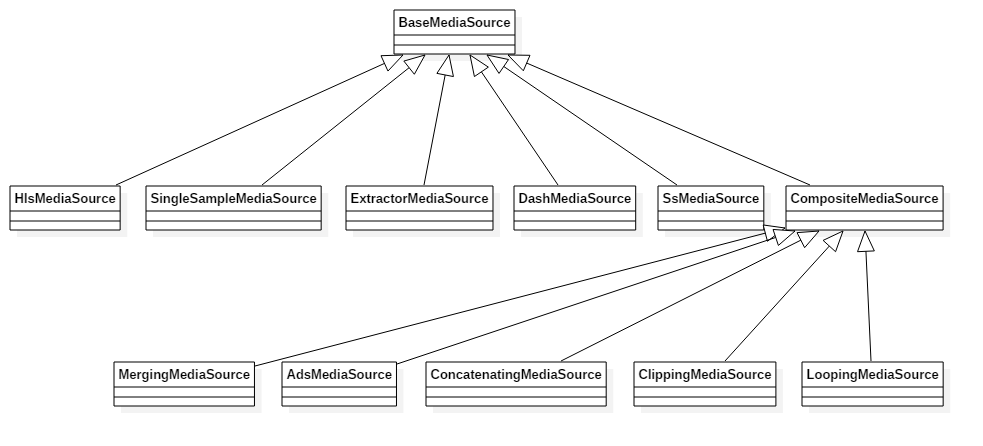 BaseMediaSource
HlsMediaSource
SingleSampleMediaSource
ExtractorMediaSource
DashMediaSource
SsMediaSource
CompositeMediaSource
MergingMediaSource
AdsMediaSource
ConcatenatingMediaSource
ClippingMediaSource
LoopingMediaSource